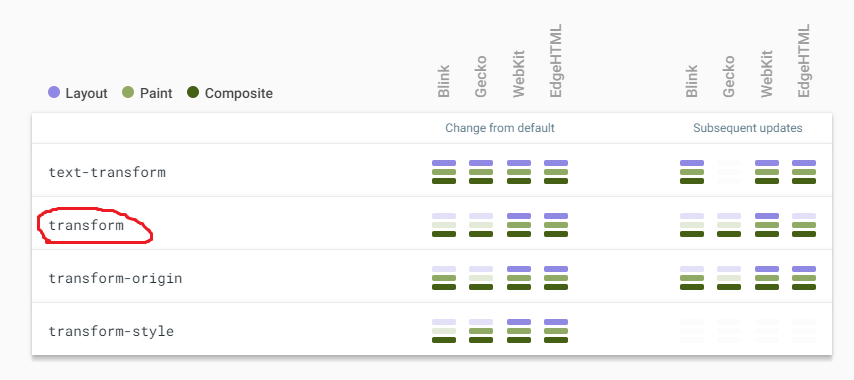 Blink Gecko WebKit EdgeHTML Blink Gecko WebKit EdgeHTML
Layout Paint Composite
Change from default Subsequent updates
text-transform
transform
transform-origin
transform-style